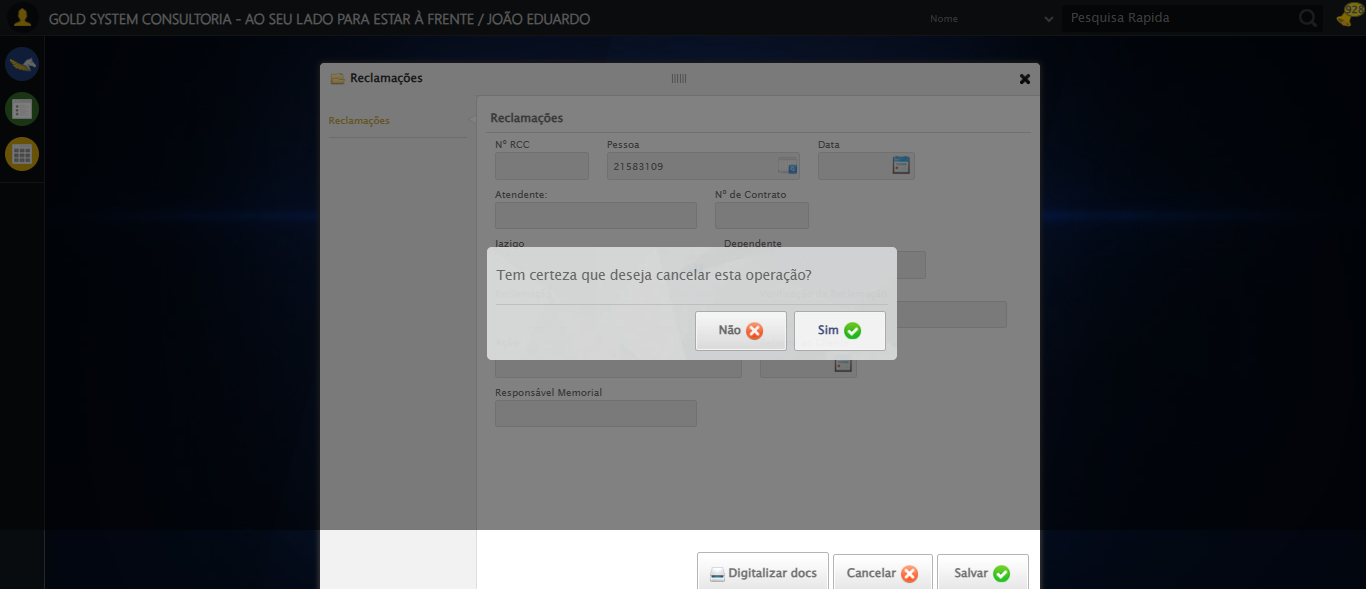 GOLD SYSTEM CONSULTORIA - AO SEU LADO PARA ESTAR À FRENTE / JOÃO EDUARDO
Nome
Pesquisa Rapida
928
Reclamações
Reclamações
Reclamações
Nº RCC
Pessoa
Data
21583109
Atendente:
Nº de Contrato
Jazigo
Dependente
Tem certeza que deseja cancelar esta operação?
Não
Sim
Responsável Memorial
Digitalizar docs
Cancelar
Salvar